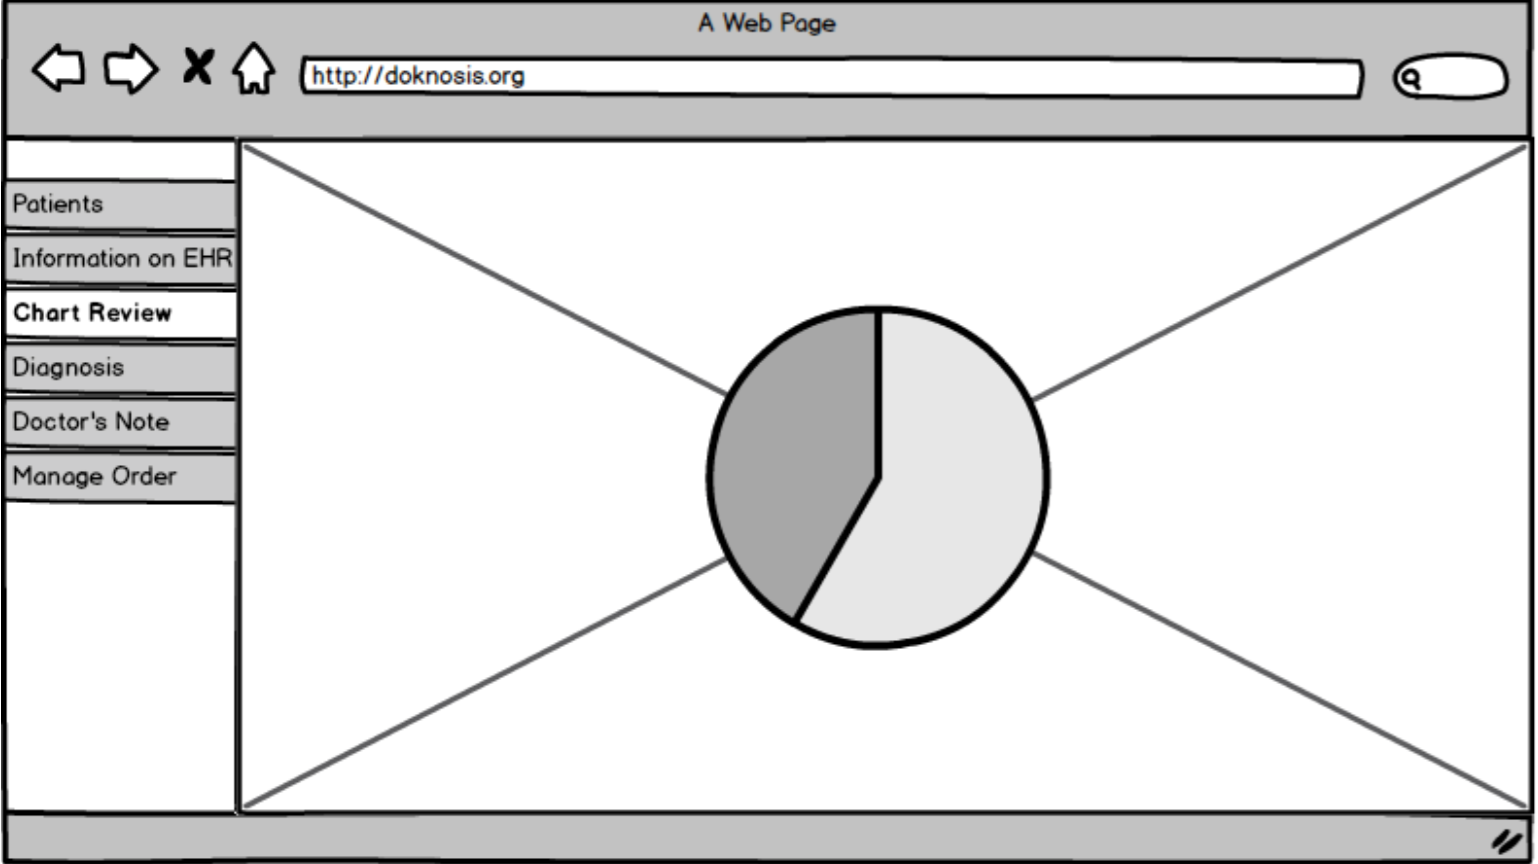 A Web Page
http://doknosis.org
Patients
Information on EHR
Chart Review
Diagnosis
Doctor's Note
Manage Order